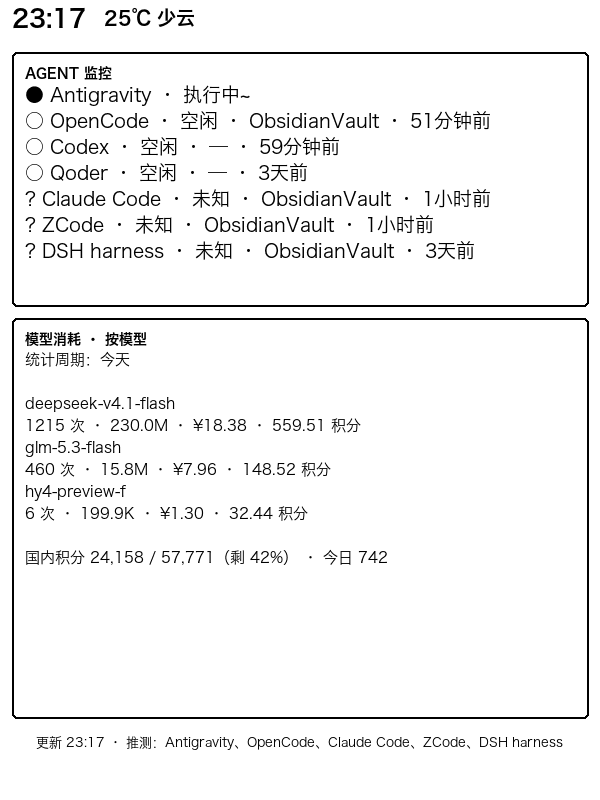 23:17 25℃ 少云
AGENT 监控
● Antigravity · 执行中~
○ OpenCode · 空闲 · ObsidianVault · 51分钟前
○ Codex · 空闲 · — · 59分钟前
○ Qoder · 空闲 · — · 3天前
? Claude Code · 未知 · ObsidianVault · 1小时前
? ZCode · 未知 · ObsidianVault · 1小时前
? DSH harness · 未知 · ObsidianVault · 3天前
模型消耗 · 按模型
统计周期：今天
deepseek-v4.1-flash
1215 次 · 230.0M · ¥18.38 · 559.51 积分
glm-5.3-flash
460 次 · 15.8M · ¥7.96 · 148.52 积分
hy4-preview-f
6 次 · 199.9K · ¥1.30 · 32.44 积分
国内积分 24,158 / 57,771（剩 42%） · 今日 742
更新 23:17 · 推测：Antigravity、OpenCode、Claude Code、ZCode、DSH harness